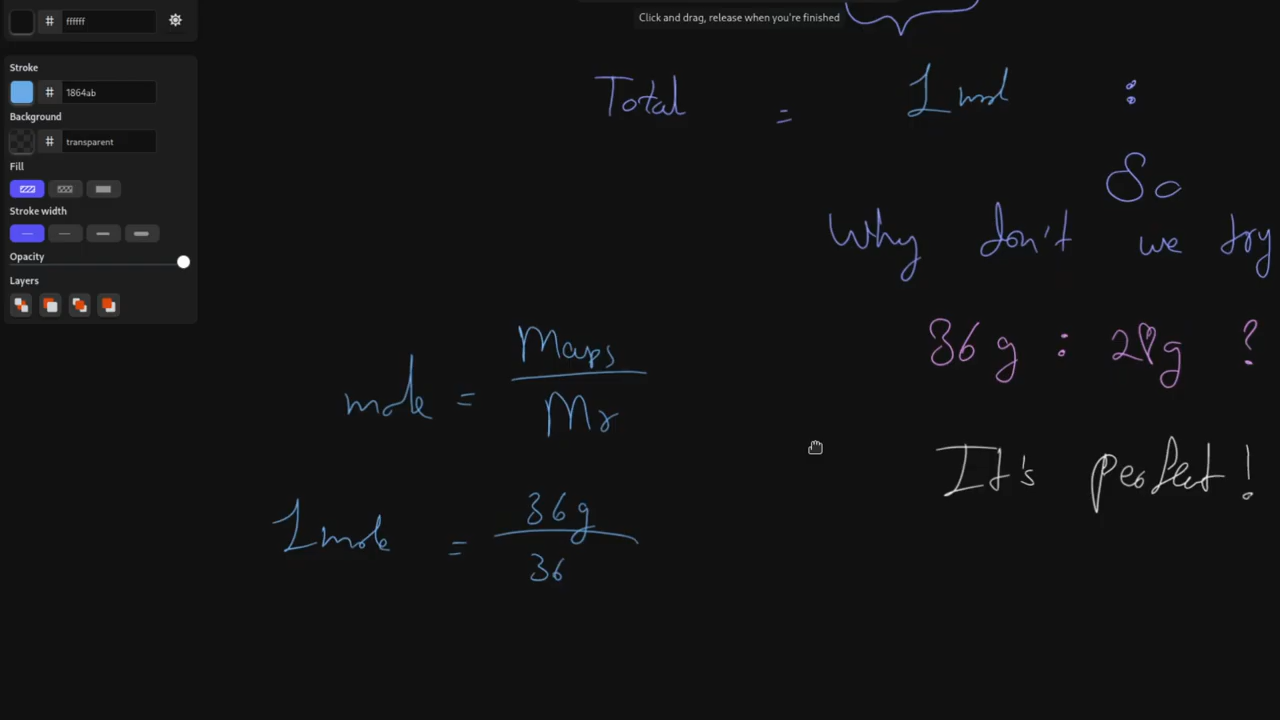 # ffffff
Click and drag, release when you're finished
Stroke
# 1864ab
Background
# transparent
Fill
Stroke width
Opacity
Layers
Total = 1 mol :
So
Why don't we try
36 g : 28g ?
It's perfect!
mole = Mass
Mr
1 mole = 36 g
36